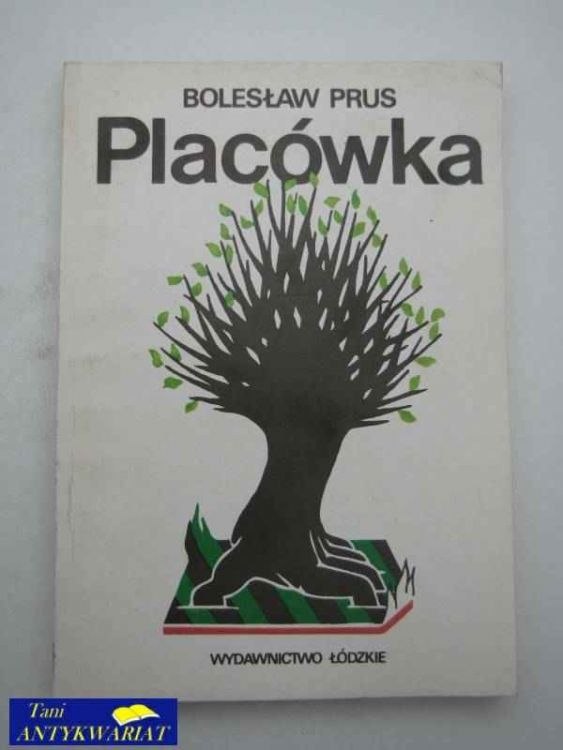 BOLESŁAW PRUS
Placówka
WYDAWNICTWO ŁÓDZKIE
Tani
ANTYKWARIAT